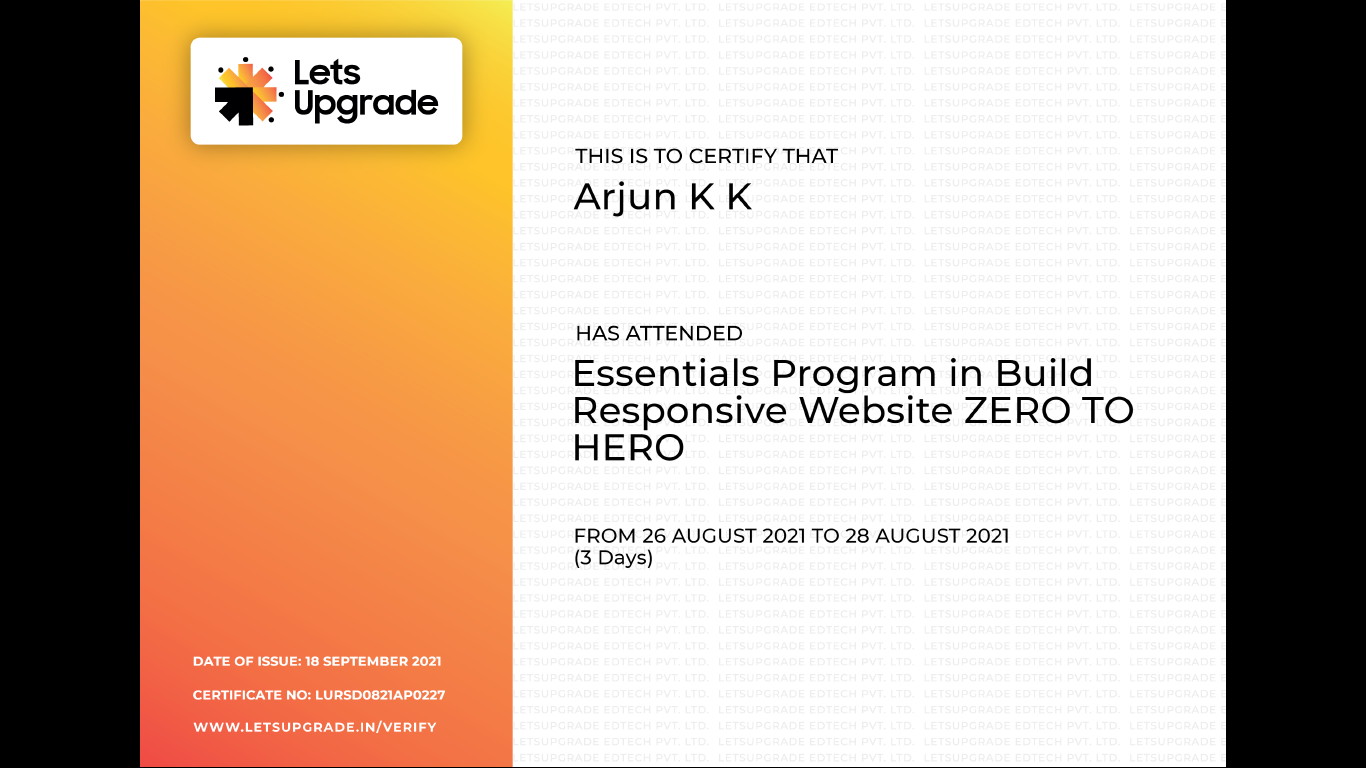 Lets
Upgrade
THIS IS TO CERTIFY THAT
Arjun K K
HAS ATTENDED
Essentials Program in Build
Responsive Website ZERO TO
HERO
FROM 26 AUGUST 2021 TO 28 AUGUST 2021
(3 Days)
DATE OF ISSUE: 18 SEPTEMBER 2021
CERTIFICATE NO: LURSD0821AP0227
WWW.LETSUPGRADE.IN/VERIFY
LETSUPGRADE EDTECH PVT. LTD.